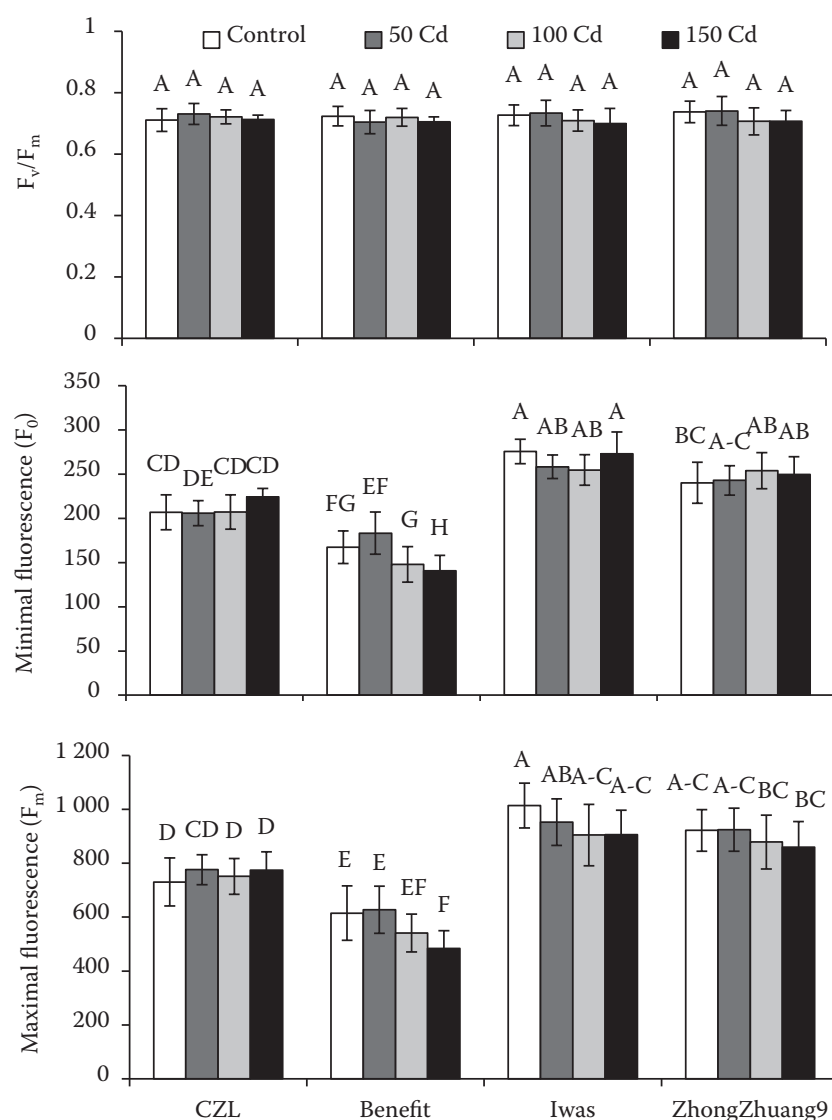 Control 50 Cd 100 Cd 150 Cd
Fv/Fm
1
0.8
0.6
0.4
0.2
0
A A A A A A A A A A A A A A A A
Minimal fluorescence (F0)
350
300
250
200
150
100
50
0
CD DE CD CD FG EF G H A AB AB A BC A-C AB AB
Maximal fluorescence (Fm)
1 200
1 000
800
600
400
200
0
D CD D D E E EF F A AB A-C A-C A-C A-C BC BC
CZL Benefit Iwas ZhongZhuang9